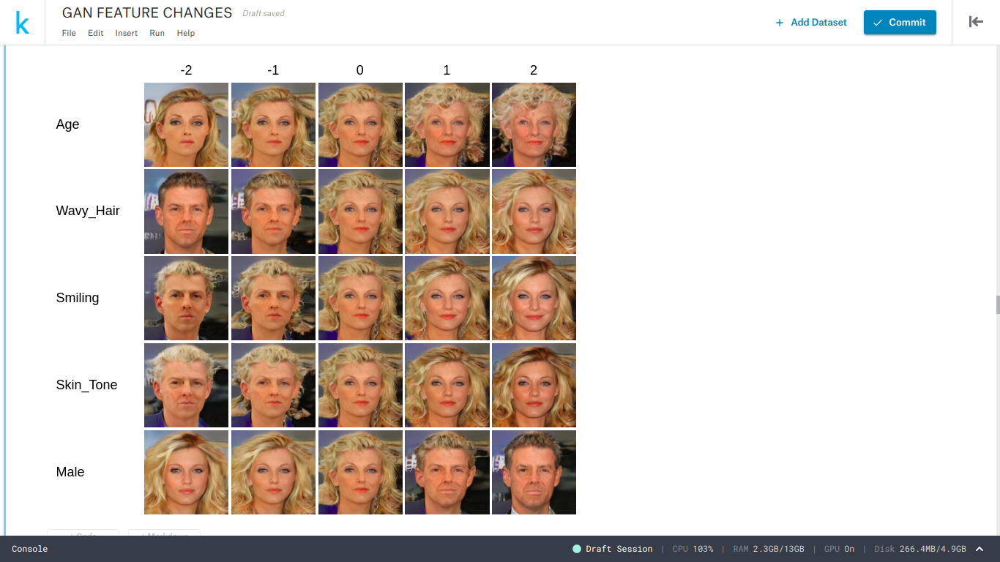 k
GAN FEATURE CHANGES Draft saved
File Edit Insert Run Help
+ Add Dataset
Commit
-2 -1 0 1 2
Age
Wavy_Hair
Smiling
Skin_Tone
Male
+ Code + Markdown
Console
Draft Session | CPU 103% | RAM 2.3GB/13GB | GPU On | Disk 266.4MB/4.9GB